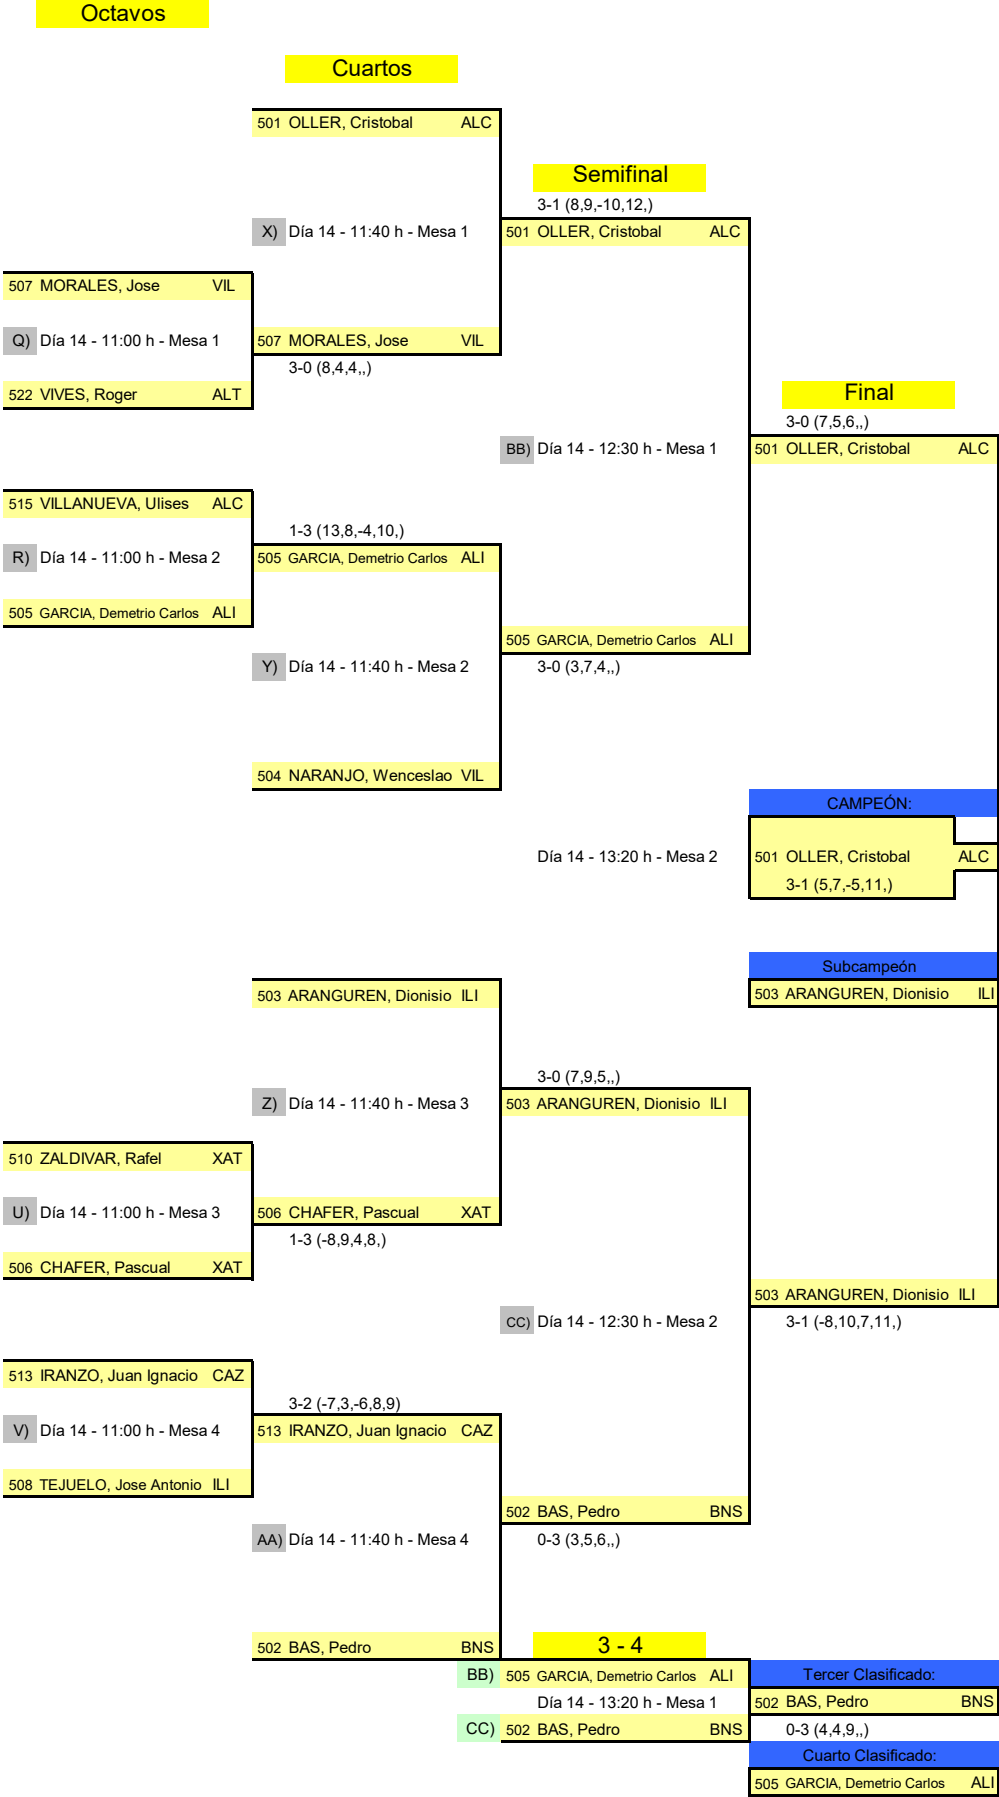 Octavos
Cuartos
501 OLLER, Cristobal ALC
Semifinal
3-1 (8,9,-10,12,)
X) Día 14 - 11:40 h - Mesa 1
501 OLLER, Cristobal ALC
507 MORALES, Jose VIL
Q) Día 14 - 11:00 h - Mesa 1
507 MORALES, Jose VIL
3-0 (8,4,4,,)
522 VIVES, Roger ALT
Final
3-0 (7,5,6,,)
BB) Día 14 - 12:30 h - Mesa 1
501 OLLER, Cristobal ALC
515 VILLANUEVA, Ulises ALC
1-3 (13,8,-4,10,)
R) Día 14 - 11:00 h - Mesa 2
505 GARCIA, Demetrio Carlos ALI
505 GARCIA, Demetrio Carlos ALI
505 GARCIA, Demetrio Carlos ALI
Y) Día 14 - 11:40 h - Mesa 2
3-0 (3,7,4,,)
504 NARANJO, Wenceslao VIL
CAMPEÓN:
Día 14 - 13:20 h - Mesa 2
501 OLLER, Cristobal ALC
3-1 (5,7,-5,11,)
Subcampeón
503 ARANGUREN, Dionisio ILI
503 ARANGUREN, Dionisio ILI
3-0 (7,9,5,,)
Z) Día 14 - 11:40 h - Mesa 3
503 ARANGUREN, Dionisio ILI
510 ZALDIVAR, Rafel XAT
U) Día 14 - 11:00 h - Mesa 3
506 CHAFER, Pascual XAT
1-3 (-8,9,4,8,)
506 CHAFER, Pascual XAT
503 ARANGUREN, Dionisio ILI
CC) Día 14 - 12:30 h - Mesa 2
3-1 (-8,10,7,11,)
513 IRANZO, Juan Ignacio CAZ
3-2 (-7,3,-6,8,9)
V) Día 14 - 11:00 h - Mesa 4
513 IRANZO, Juan Ignacio CAZ
508 TEJUELO, Jose Antonio ILI
502 BAS, Pedro BNS
AA) Día 14 - 11:40 h - Mesa 4
0-3 (3,5,6,,)
502 BAS, Pedro BNS
3 - 4
BB) 505 GARCIA, Demetrio Carlos ALI
Tercer Clasificado:
Día 14 - 13:20 h - Mesa 1
502 BAS, Pedro BNS
CC) 502 BAS, Pedro BNS
0-3 (4,4,9,,)
Cuarto Clasificado:
505 GARCIA, Demetrio Carlos ALI